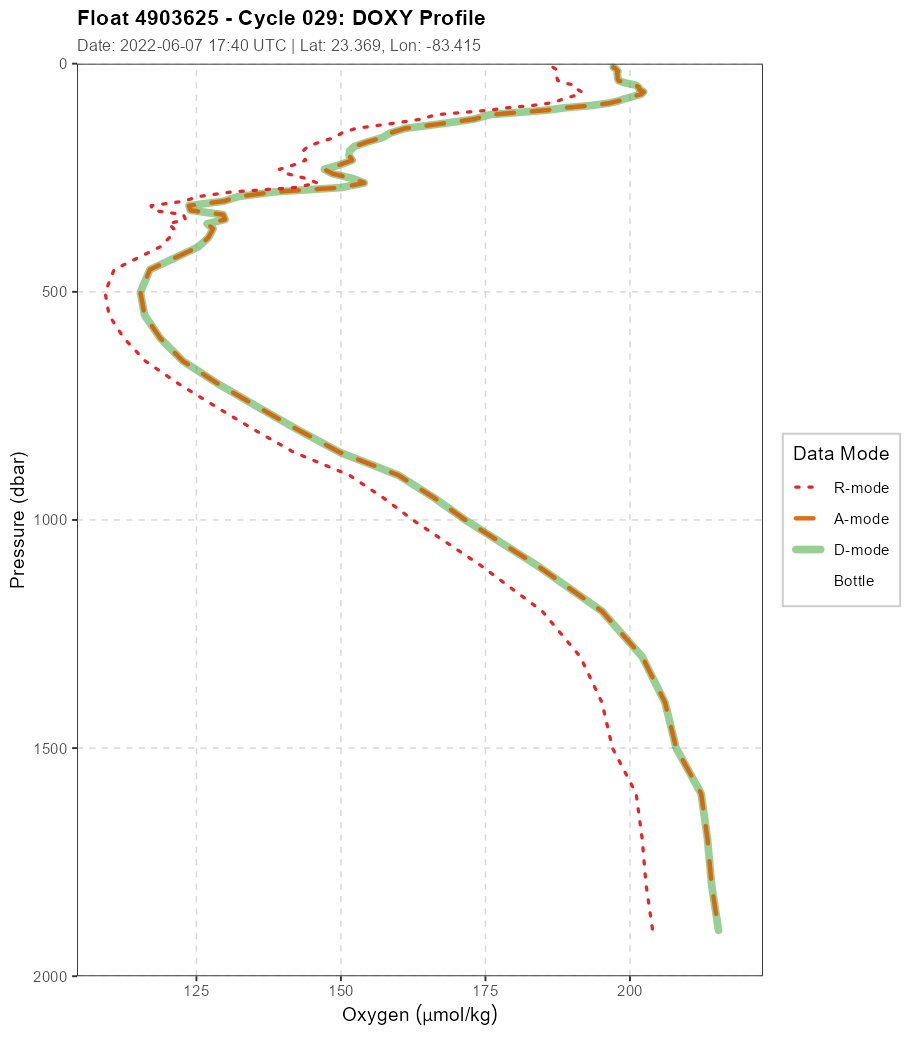 Float 4903625 - Cycle 029: DOXY Profile
Date: 2022-06-07 17:40 UTC | Lat: 23.369, Lon: -83.415
0
500
1000
1500
2000
Pressure (dbar)
125 150 175 200
Oxygen (μmol/kg)
Data Mode
R-mode
A-mode
D-mode
Bottle